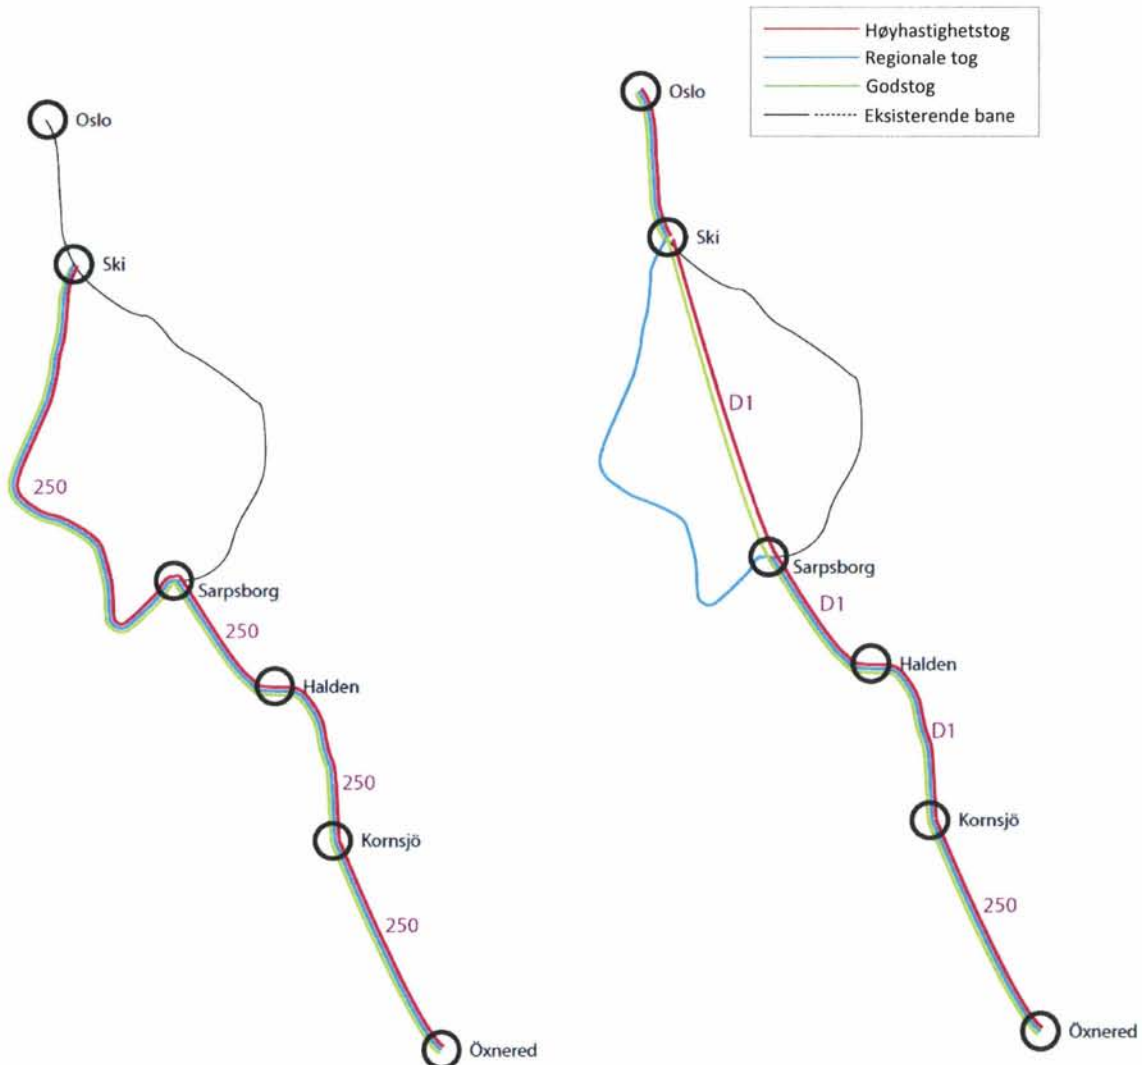 Høyhastighetstog
Regionale tog
Godstog
Eksisterende bane
Oslo
Ski
250
Sarpsborg
250
Halden
250
Kornsjö
250
Öxnered
Oslo
Ski
D1
Sarpsborg
D1
Halden
D1
Kornsjö
250
Öxnered